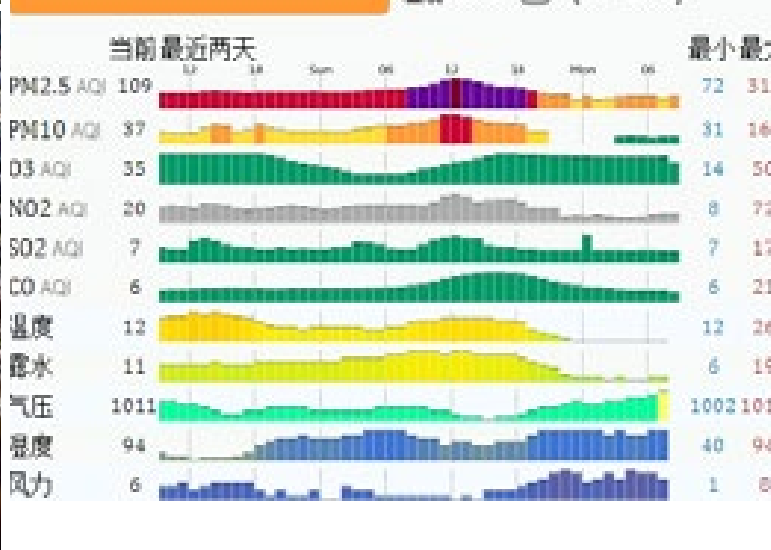 当前 最近两天 最小
12 18 Sun 06 12 18 Mon 06
PM2.5 AQI 109 72
PM10 AQI 37 31
O3 AQI 35 14
NO2 AQI 20 8
SO2 AQI 7 7
CO AQI 6 6
温度 12 12
露水 11 6
气压 1011 1002
湿度 94 40
风力 6 1